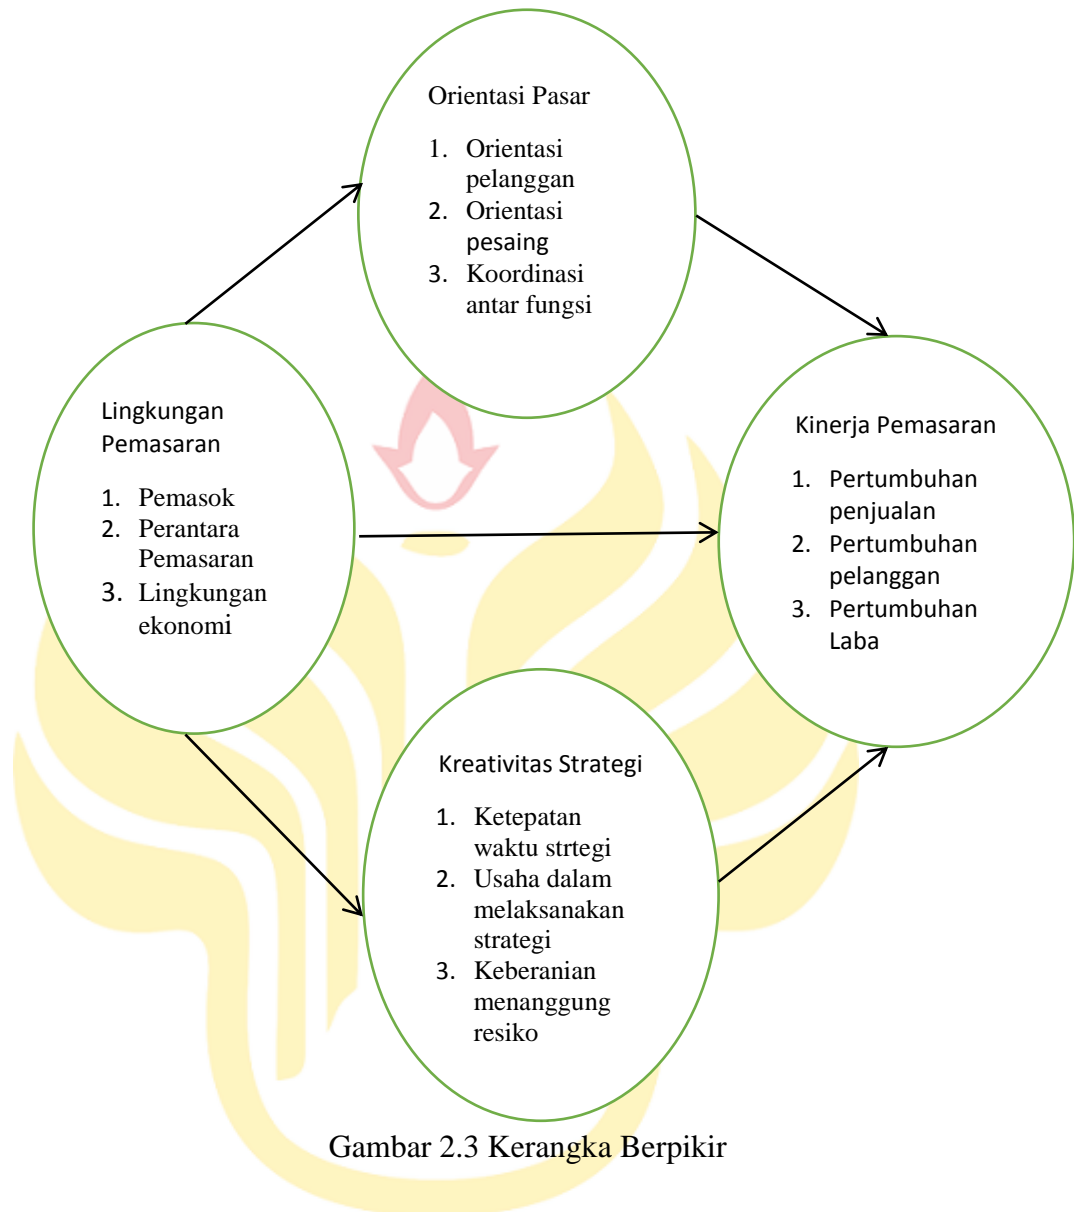 Orientasi Pasar
1. Orientasi
pelanggan
2. Orientasi
pesaing
3. Koordinasi
antar fungsi
Lingkungan
Pemasaran
1. Pemasok
2. Perantara
Pemasaran
3. Lingkungan
ekonomi
Kinerja Pemasaran
1. Pertumbuhan
penjualan
2. Pertumbuhan
pelanggan
3. Pertumbuhan
Laba
Kreativitas Strategi
1. Ketepatan
waktu strtegi
2. Usaha dalam
melaksanakan
strategi
3. Keberanian
menanggung
resiko
Gambar 2.3 Kerangka Berpikir